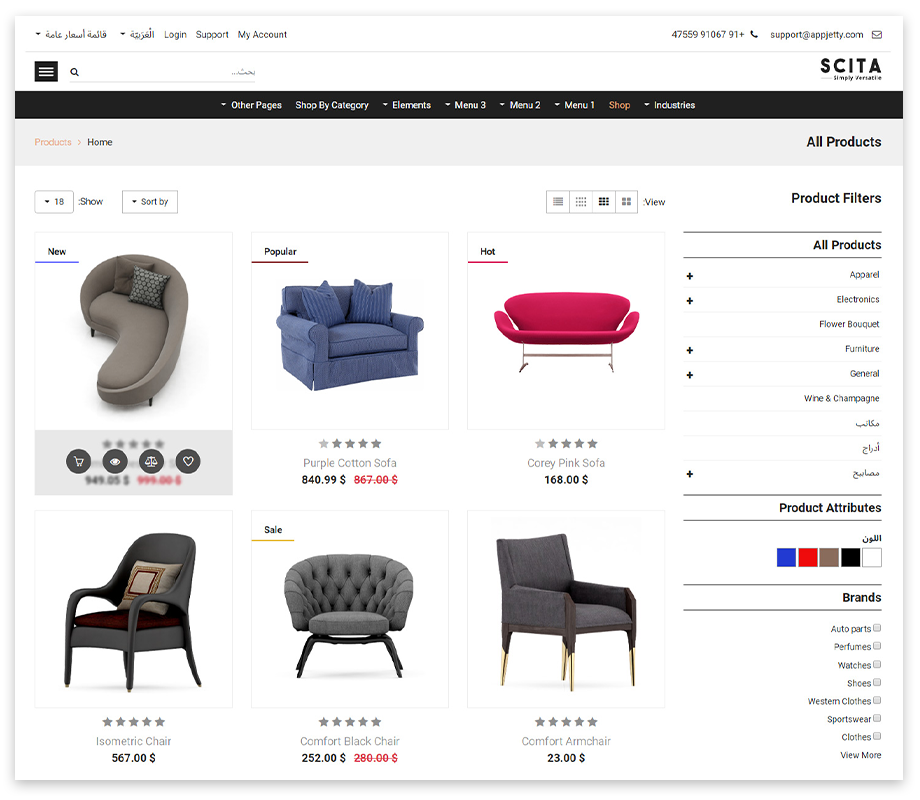 قائمة أسعار عامة الْعَرَبيّة Login Support My Account +91 91067 47559 support@appjetty.com
بحث...
SCITA
Simply Versatile
Other Pages Shop By Category Elements Menu 3 Menu 2 Menu 1 Shop Industries
Products > Home
All Products
18 :Show Sort by :View
Product Filters
New
949.05 $ 999.00 $
Popular
Purple Cotton Sofa
840.99 $ 867.00 $
Hot
Corey Pink Sofa
168.00 $
Isometric Chair
567.00 $
Sale
Comfort Black Chair
252.00 $ 280.00 $
Comfort Armchair
23.00 $
All Products
Apparel
Electronics
Flower Bouquet
Furniture
General
Wine & Champagne
مكاتب
أدراج
مصابيح
Product Attributes
اللون
Brands
Auto parts
Perfumes
Watches
Shoes
Western Clothes
Sportswear
Clothes
View More